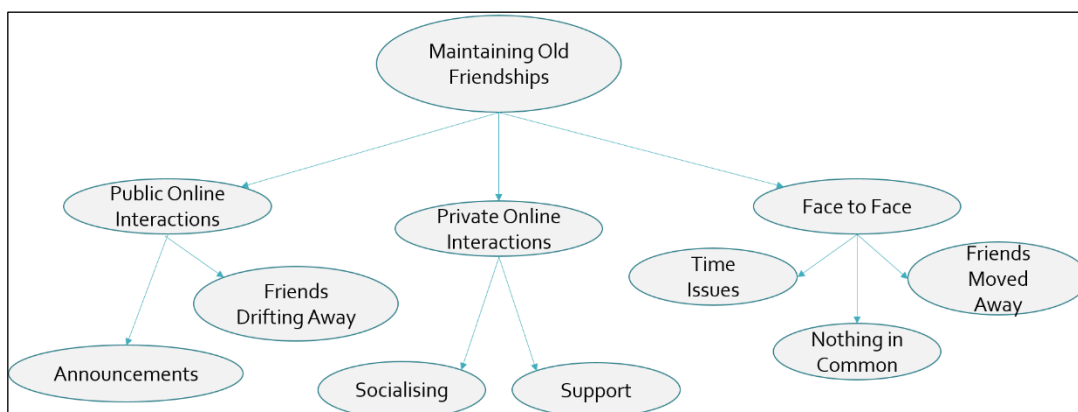 Maintaining Old
Friendships
Public Online
Interactions
Private Online
Interactions
Face to Face
Friends
Drifting Away
Announcements
Socialising
Support
Time
Issues
Nothing in
Common
Friends
Moved
Away